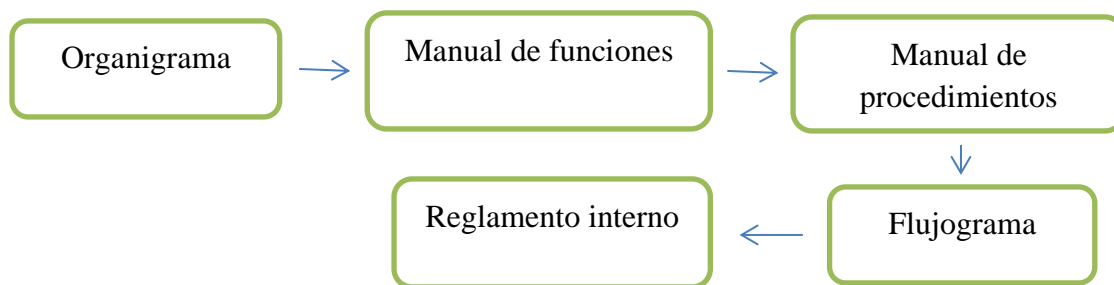 Organigrama
Manual de funciones
Manual de
procedimientos
Flujograma
Reglamento interno